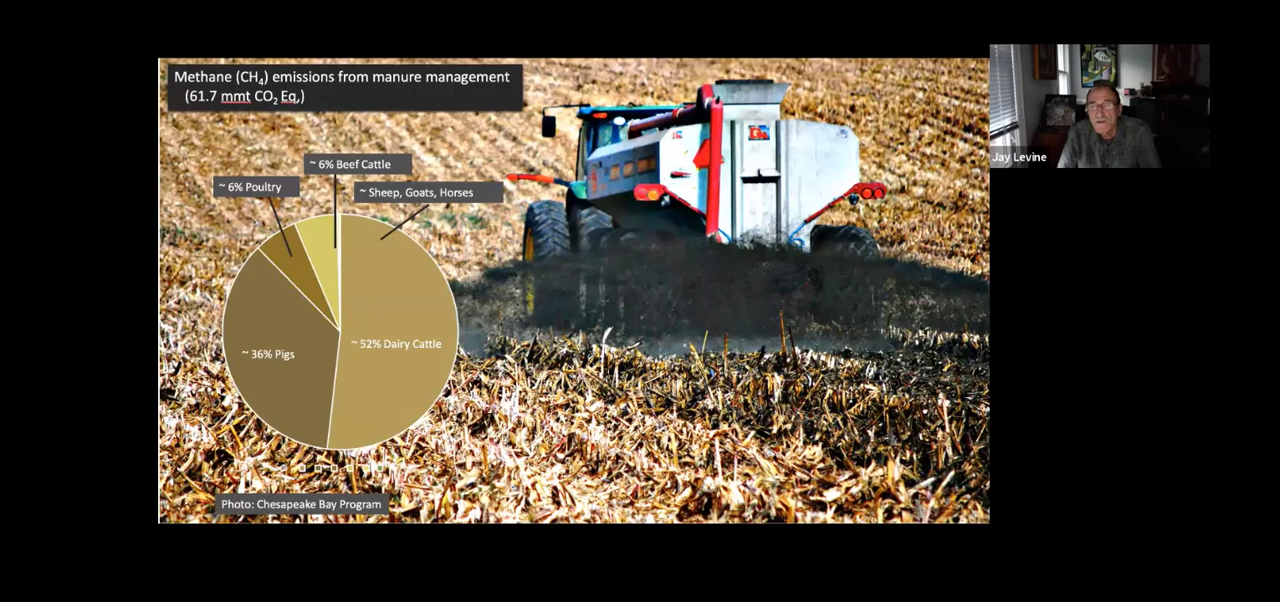 Methane (CH₄) emissions from manure management
(61.7 mmt CO₂ Eq,)
~ 6% Beef Cattle
~ 6% Poultry
~ Sheep, Goats, Horses
~ 36% Pigs
~ 52% Dairy Cattle
Photo: Chesapeake Bay Program
Jay Levine